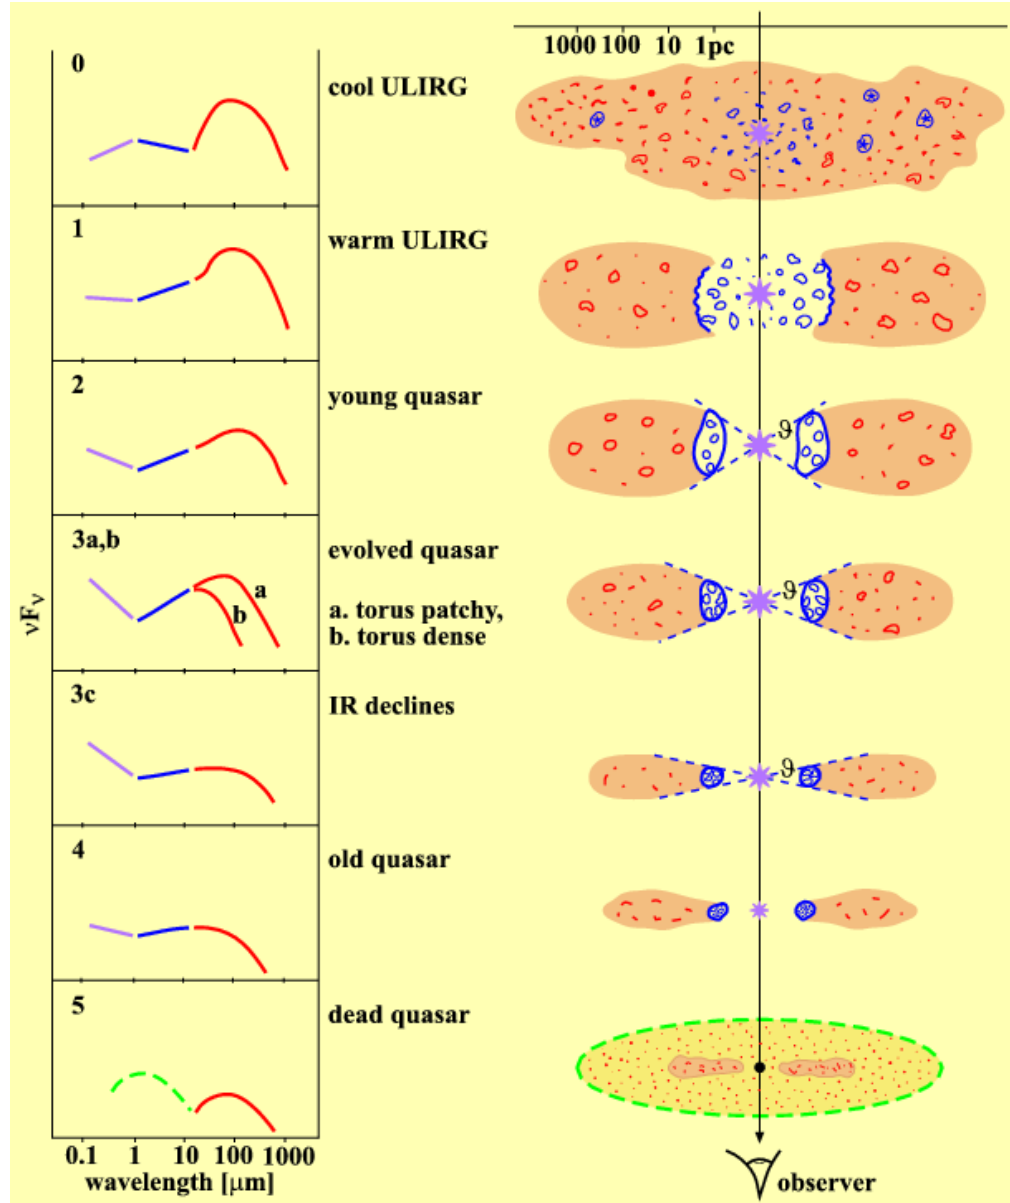 1000 100 10 1pc
0
cool ULIRG
1
warm ULIRG
2
young quasar
ϑ
3a,b
evolved quasar
a
b
a. torus patchy,
b. torus dense
ϑ
νFν
3c
IR declines
ϑ
4
old quasar
5
dead quasar
0.1 1 10 100 1000
wavelength [μm]
observer